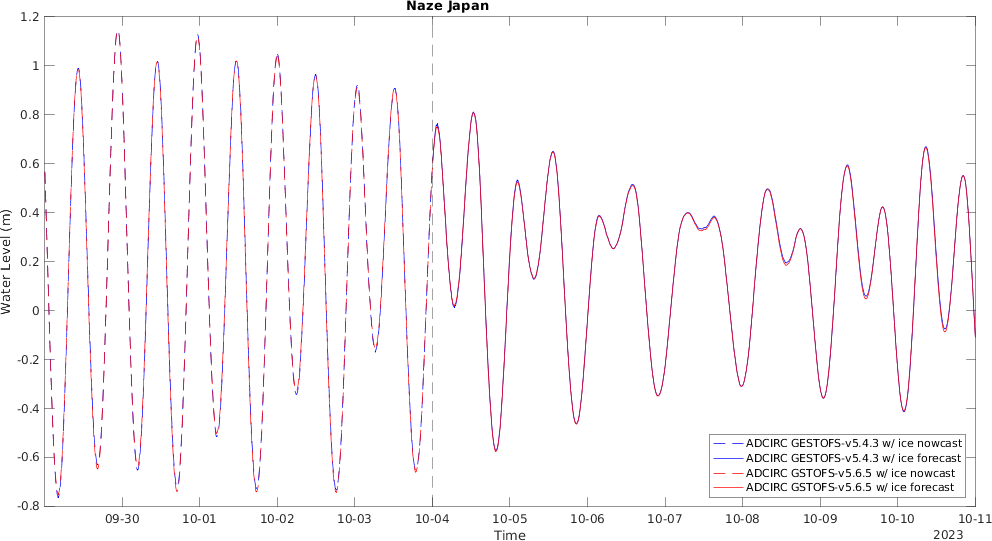 Naze Japan
1.2
1
0.8
0.6
0.4
0.2
0
-0.2
-0.4
-0.6
-0.8
Water Level (m)
09-30 10-01 10-02 10-03 10-04 10-05 10-06 10-07 10-08 10-09 10-10 10-11
Time
2023
ADCIRC GESTOFS-v5.4.3 w/ ice nowcast
ADCIRC GESTOFS-v5.4.3 w/ ice forecast
ADCIRC GSTOFS-v5.6.5 w/ ice nowcast
ADCIRC GSTOFS-v5.6.5 w/ ice forecast